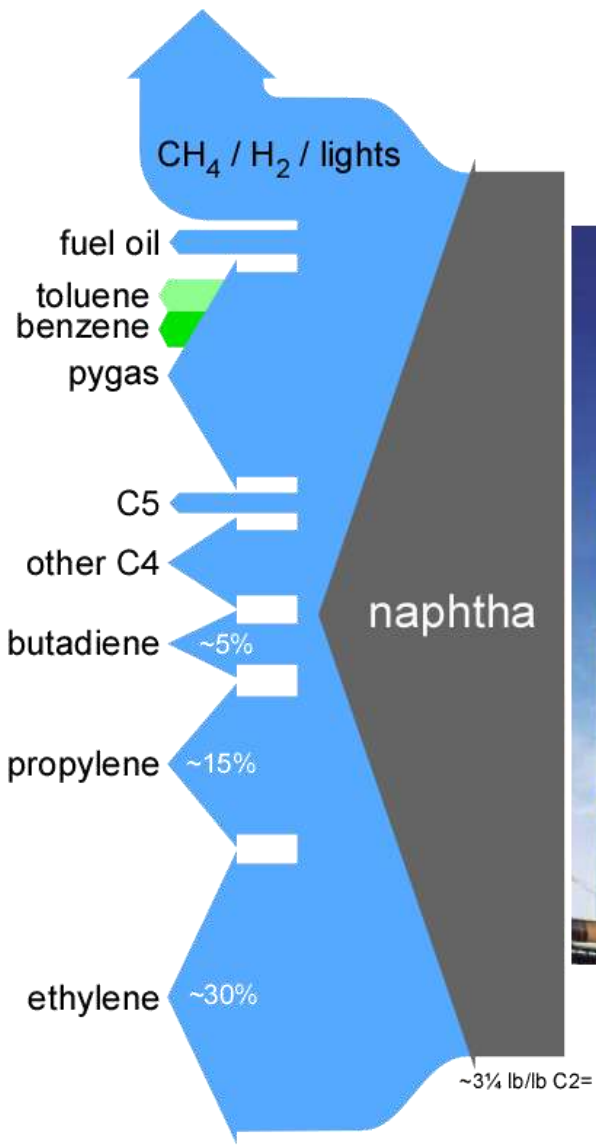 CH₄ / H₂ / lights
fuel oil
toluene
benzene
pygas
C5
other C4
naphtha
butadiene
~5%
propylene
~15%
ethylene
~30%
~3¼ lb/lb C2=